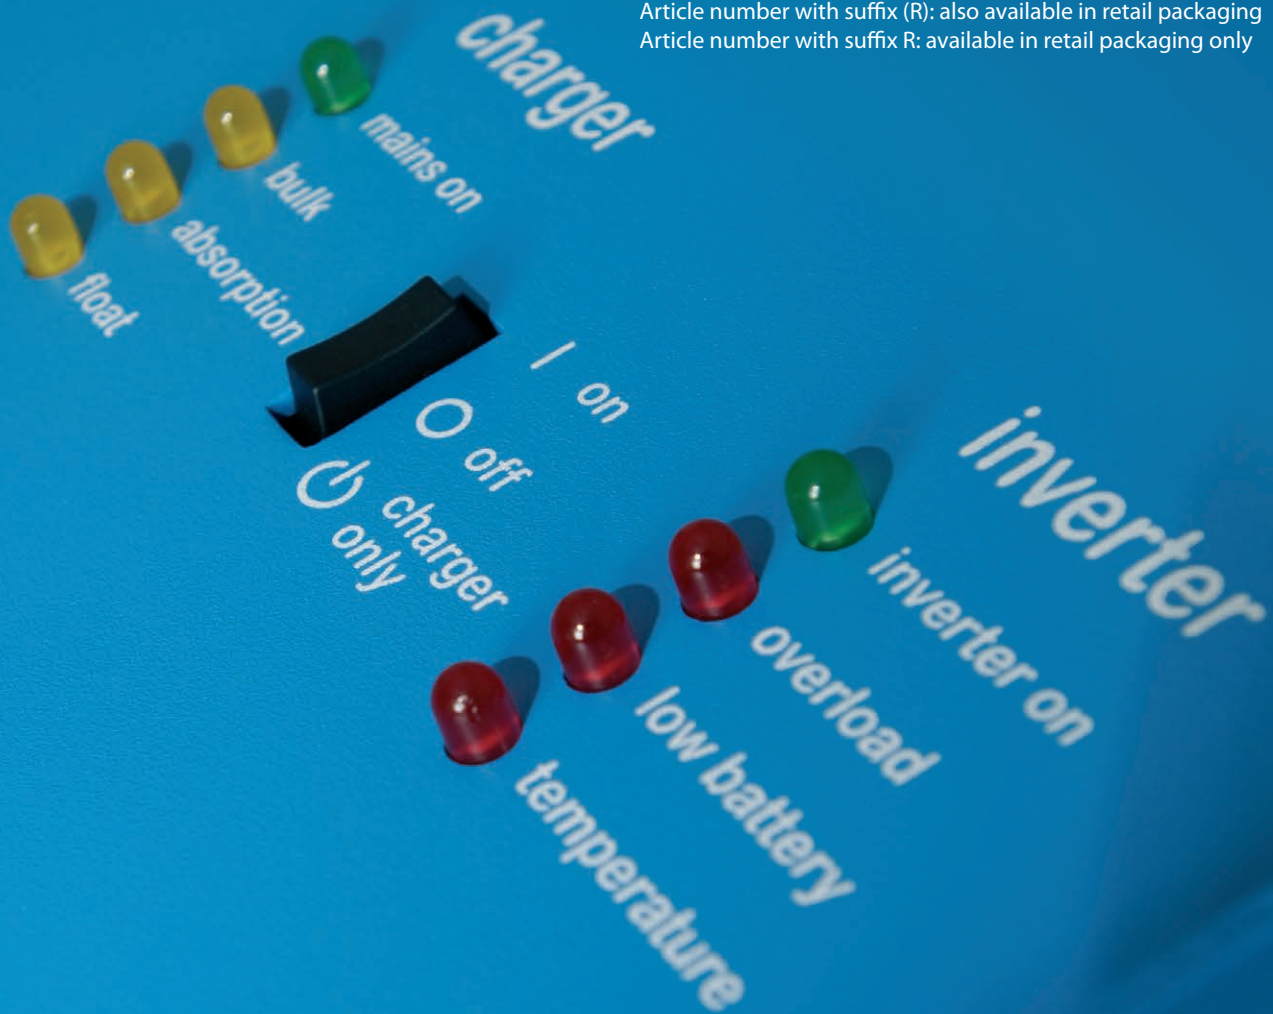 Article number with suffix (R): also available in retail packaging
Article number with suffix R: available in retail packaging only
charger
mains on
bulk
absorption
float
I on
O off
charger
only
inverter
inverter on
overload
low battery
temperature